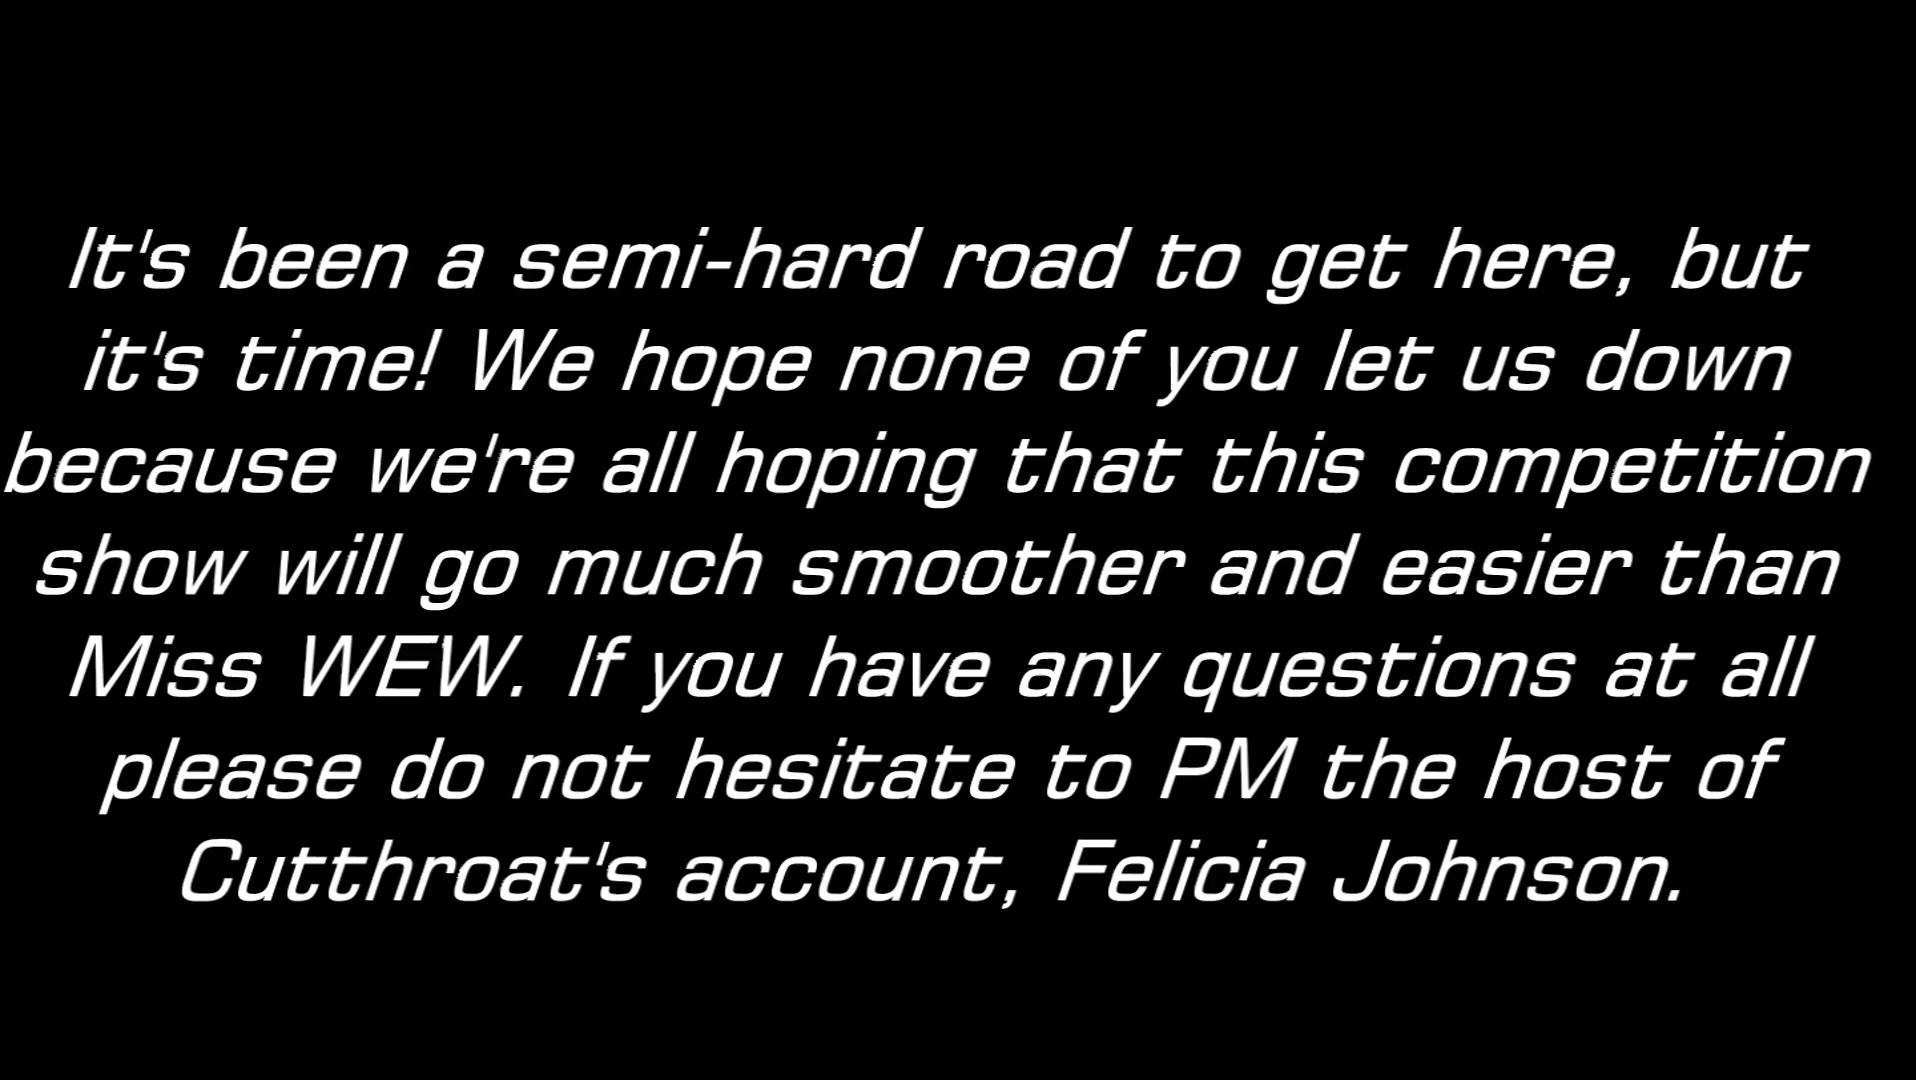 It's been a semi-hard road to get here, but
it's time! We hope none of you let us down
because we're all hoping that this competition
show will go much smoother and easier than
Miss WEW. If you have any questions at all
please do not hesitate to PM the host of
Cutthroat's account, Felicia Johnson.